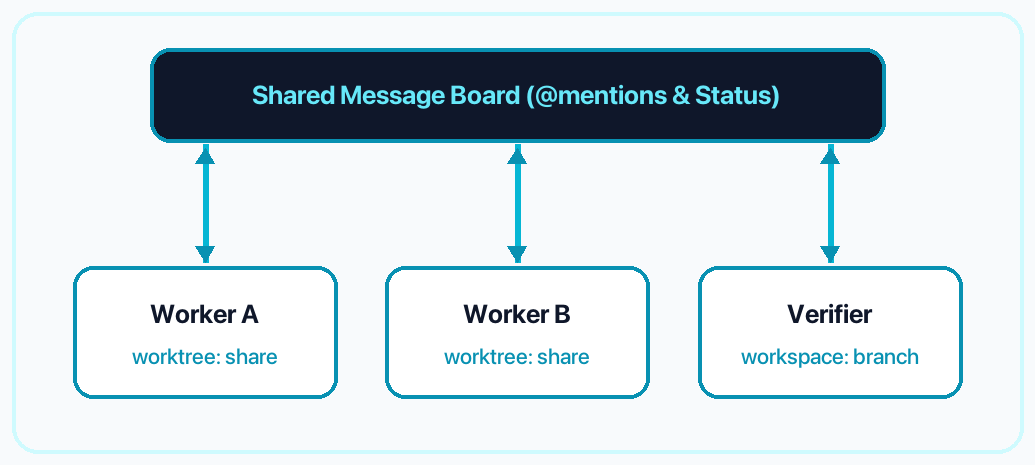 Shared Message Board (@mentions & Status)
Worker A
worktree: share
Worker B
worktree: share
Verifier
workspace: branch